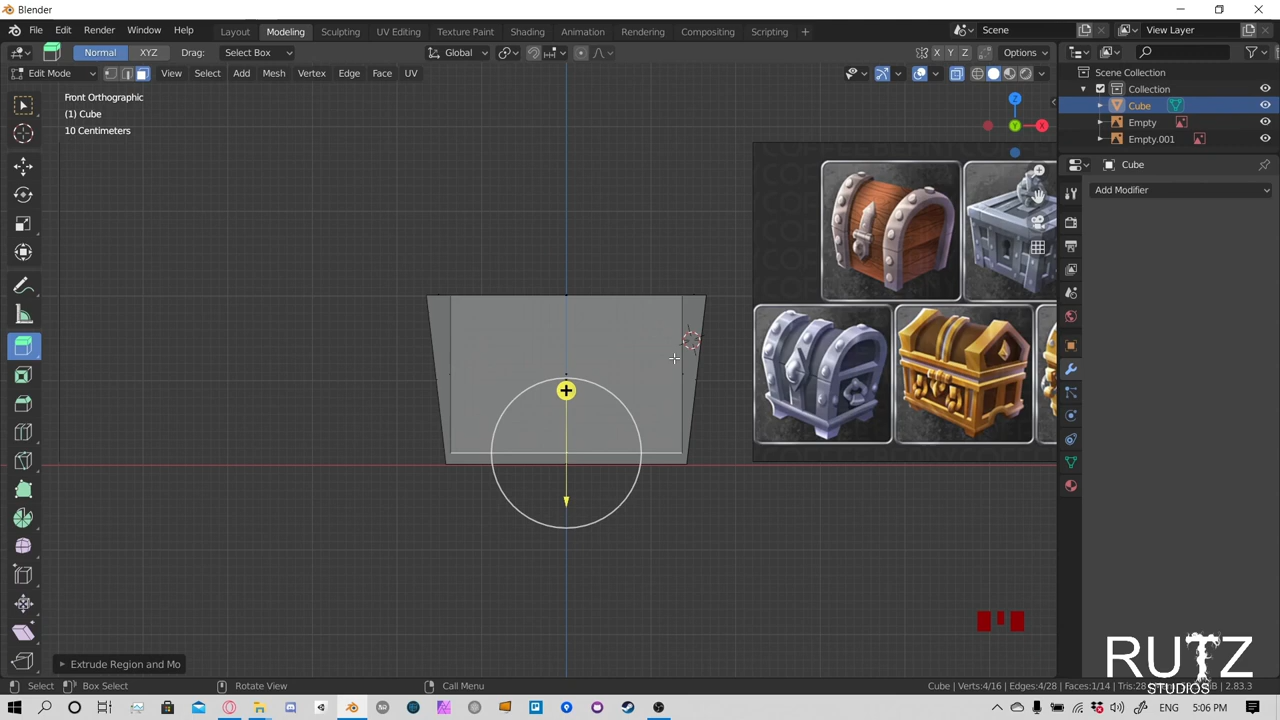 Blender
File Edit Render Window Help
Layout Modeling Sculpting UV Editing Texture Paint Shading Animation Rendering Compositing Scripting +
Scene
View Layer
Normal XYZ Drag: Select Box
Global
X Y Z Options
Edit Mode View Select Add Mesh Vertex Edge Face UV
Front Orthographic
(1) Cube
10 Centimeters
Z
X
Y
Scene Collection
Collection
Cube
Empty
Empty.001
Cube
Add Modifier
Extrude Region and Mo
RUTZ
STUDIOS
Select Box Select Rotate View Call Menu
Cube | Verts:4/16 | Edges:4/28 | Faces:1/14 | Tris:28
2.83.3
5:06 PM